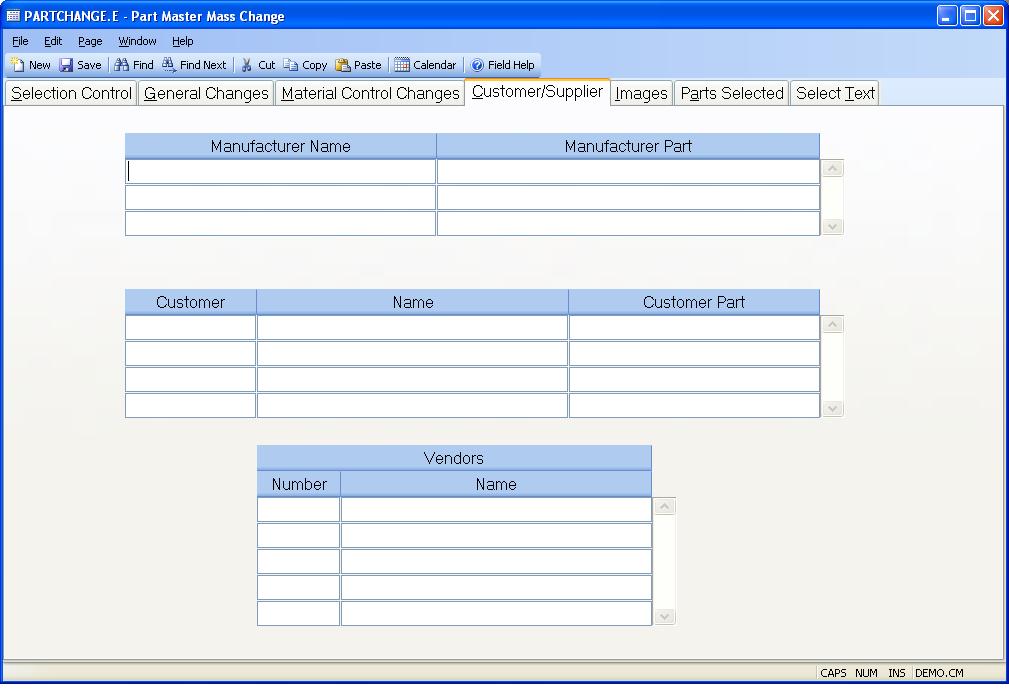 PARTCHANGE.E - Part Master Mass Change
File Edit Page Window Help
New Save Find Find Next Cut Copy Paste Calendar Field Help
Selection Control General Changes Material Control Changes Customer/Supplier Images Parts Selected Select Text
Manufacturer Name Manufacturer Part
Customer Name Customer Part
Vendors
Number Name
CAPS NUM INS DEMO.CM